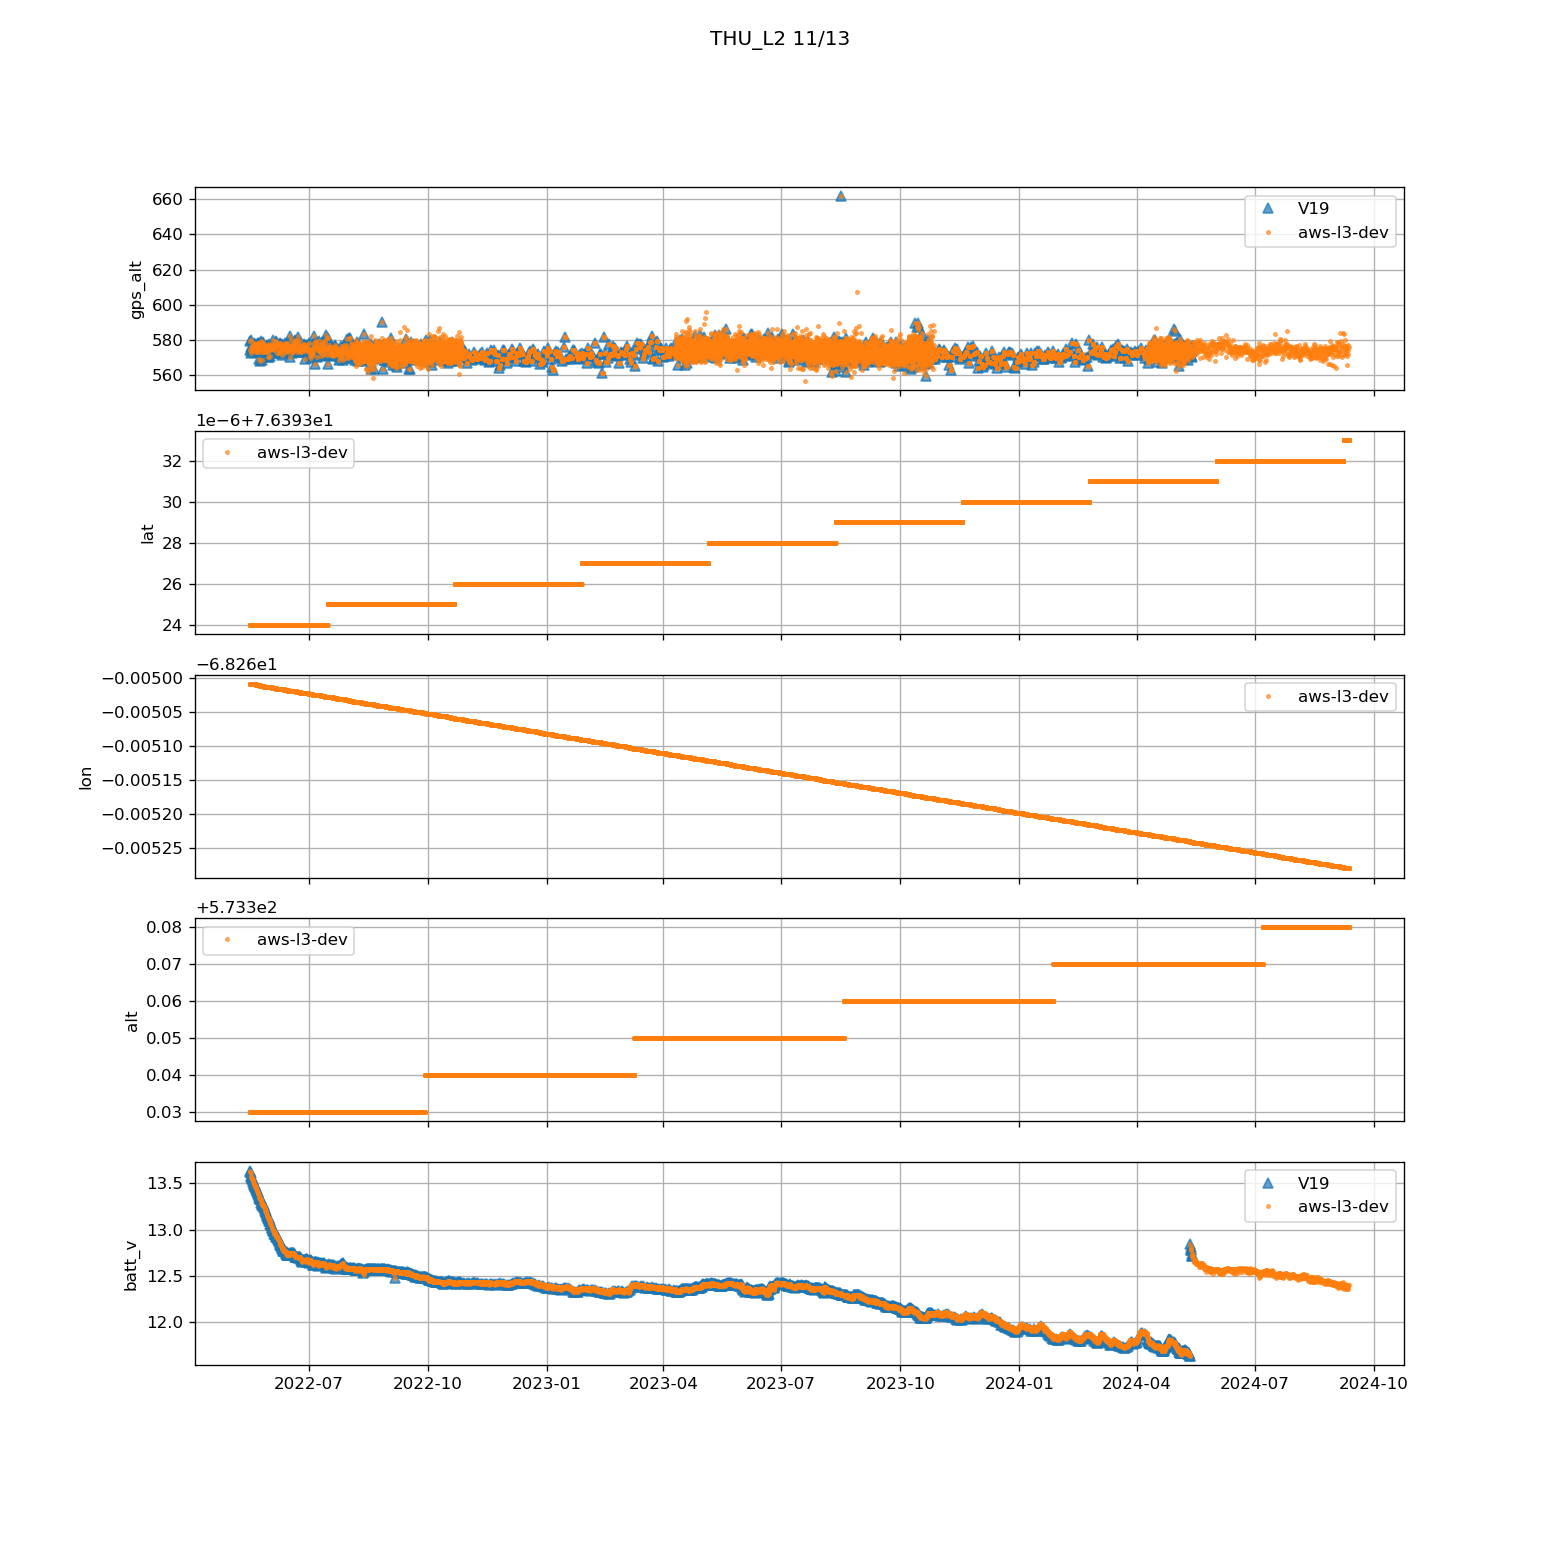 THU_L2 11/13
660
640
620
600
580
560
gps_alt
V19
aws-l3-dev
1e−6+7.6393e1
32
30
28
26
24
lat
aws-l3-dev
−6.826e1
−0.00500
−0.00505
−0.00510
−0.00515
−0.00520
−0.00525
lon
aws-l3-dev
+5.733e2
0.08
0.07
0.06
0.05
0.04
0.03
alt
aws-l3-dev
13.5
13.0
12.5
12.0
batt_v
V19
aws-l3-dev
2022-07 2022-10 2023-01 2023-04 2023-07 2023-10 2024-01 2024-04 2024-07 2024-10